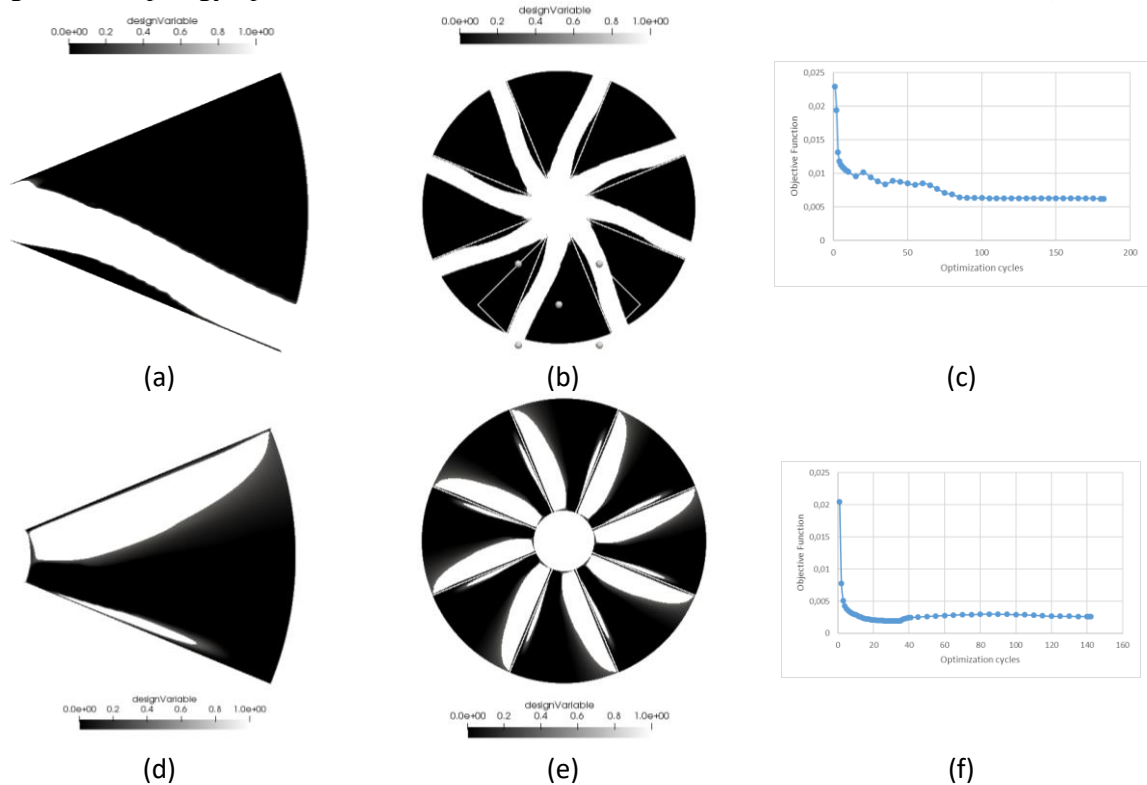 designVariable
0.0e+00 0.2 0.4 0.6 0.8 1.0e+00
designVariable
0.0e+00 0.2 0.4 0.6 0.8 1.0e+00
0,025
0,02
0,015
0,01
0,005
0
Objective Function
0 50 100 150 200
Optimization cycles
(a) (b) (c)
0,025
0,02
0,015
0,01
0,005
0
Objective Function
0 20 40 60 80 100 120 140 160
Optimization cycles
designVariable
0.0e+00 0.2 0.4 0.6 0.8 1.0e+00
designVariable
0.0e+00 0.2 0.4 0.6 0.8 1.0e+00
(d) (e) (f)